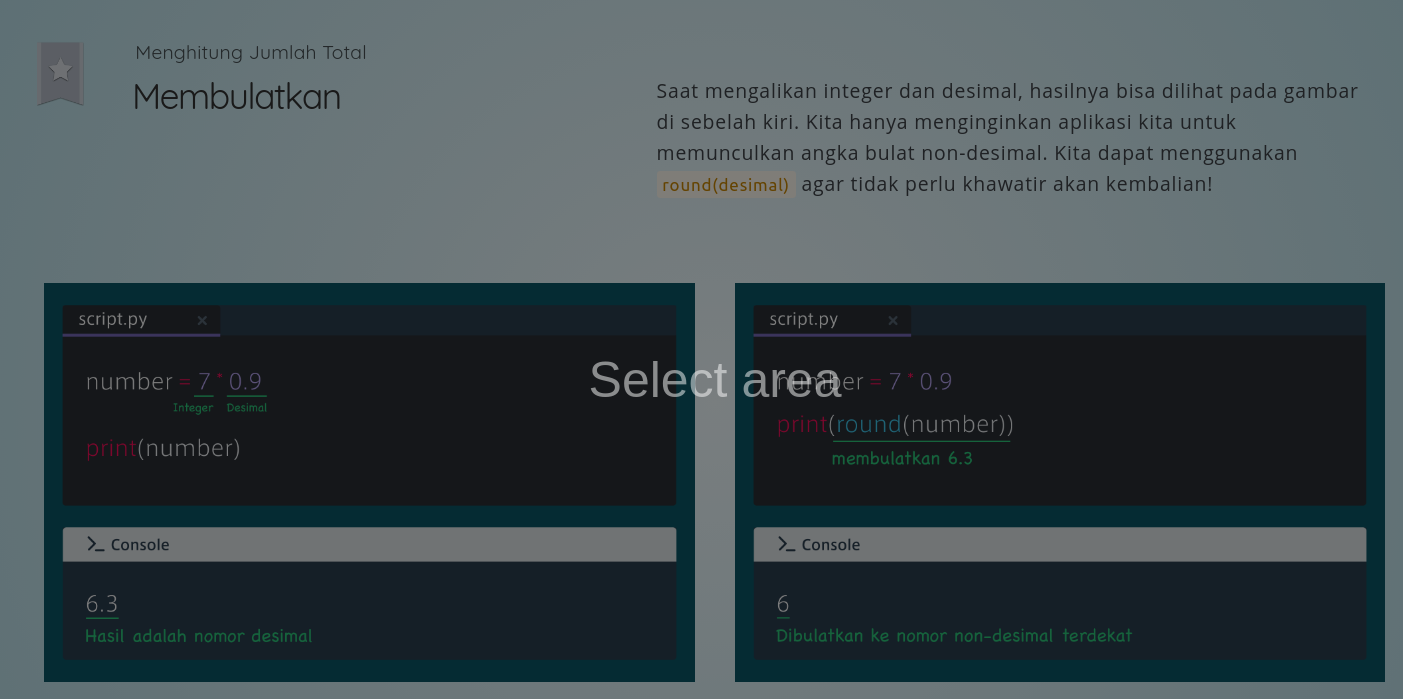 Menghitung Jumlah Total
Membulatkan
Saat mengalikan integer dan desimal, hasilnya bisa dilihat pada gambar
di sebelah kiri. Kita hanya menginginkan aplikasi kita untuk
memunculkan angka bulat non-desimal. Kita dapat menggunakan
round(desimal) agar tidak perlu khawatir akan kembalian!
script.py ×
number = 7 * 0.9
Integer Desimal
print(number)
>_ Console
6.3
Hasil adalah nomor desimal
Select area
script.py ×
number = 7 * 0.9
print(round(number))
membulatkan 6.3
>_ Console
6
Dibulatkan ke nomor non-desimal terdekat